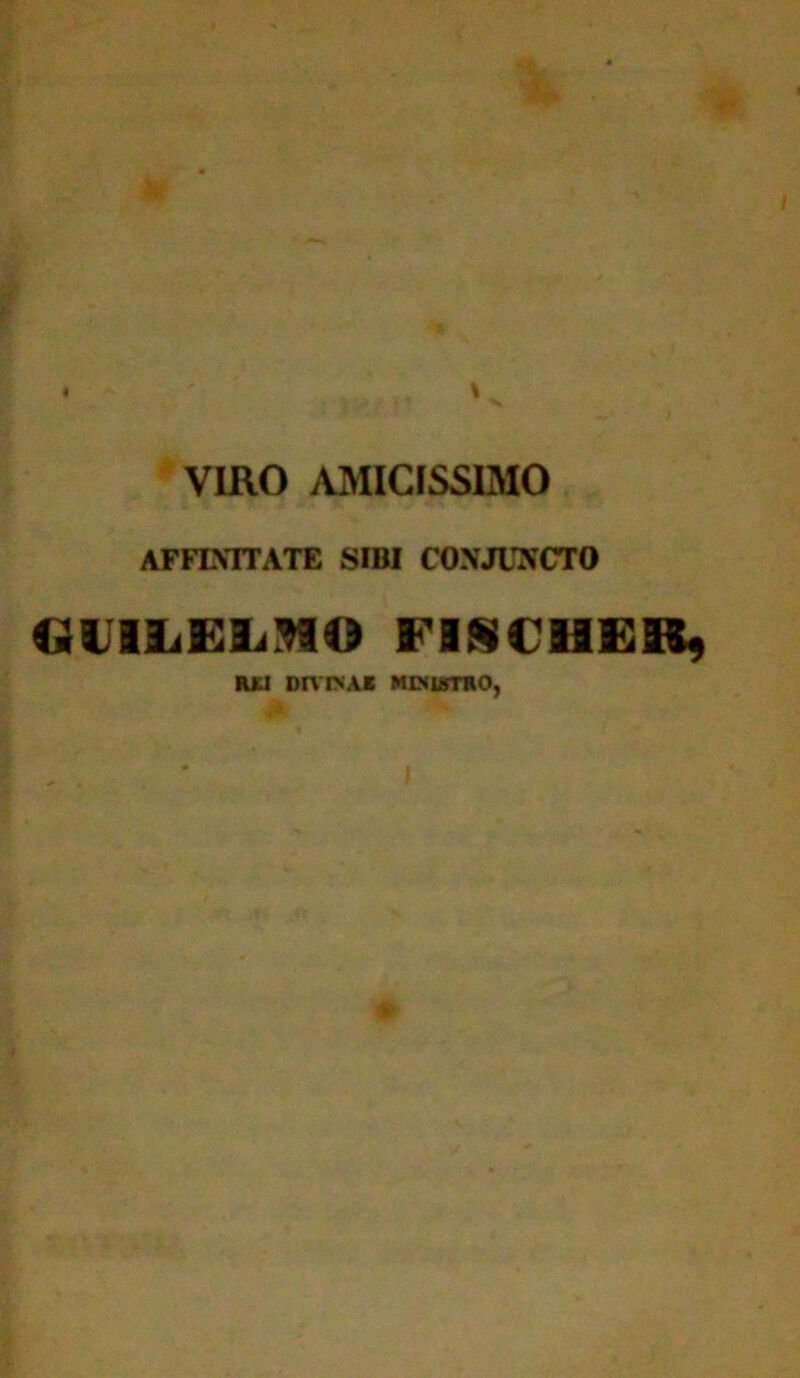 VIRO AMICISSIMO
AFFINITATE SIBI CONJUNCTO
GUILELMO FISCHER,
REI DIVINAE MINISTRO,